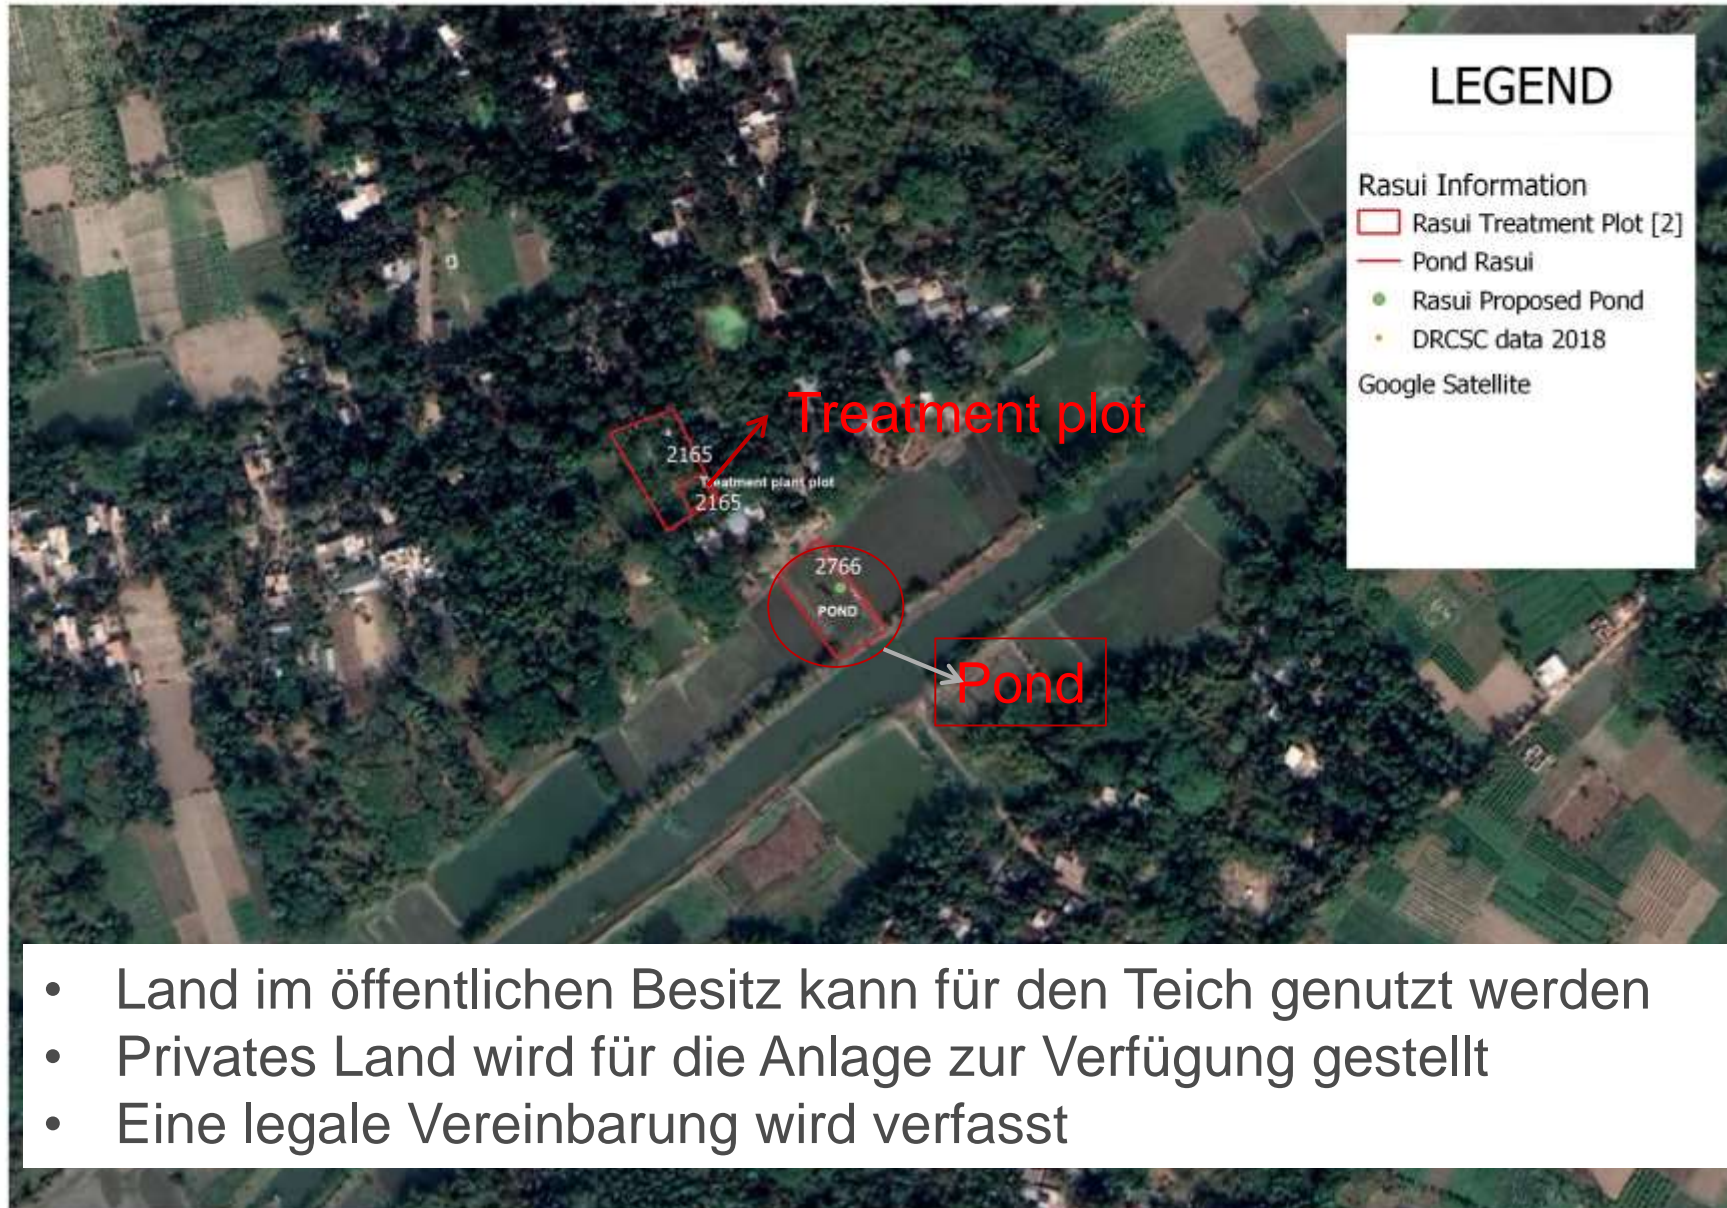 LEGEND
Rasui Information
Rasui Treatment Plot [2]
Pond Rasui
Rasui Proposed Pond
DRCSC data 2018
Google Satellite
Treatment plot
2165
Treatment plant plot
2165
2766
POND
Pond
• Land im öffentlichen Besitz kann für den Teich genutzt werden
• Privates Land wird für die Anlage zur Verfügung gestellt
• Eine legale Vereinbarung wird verfasst